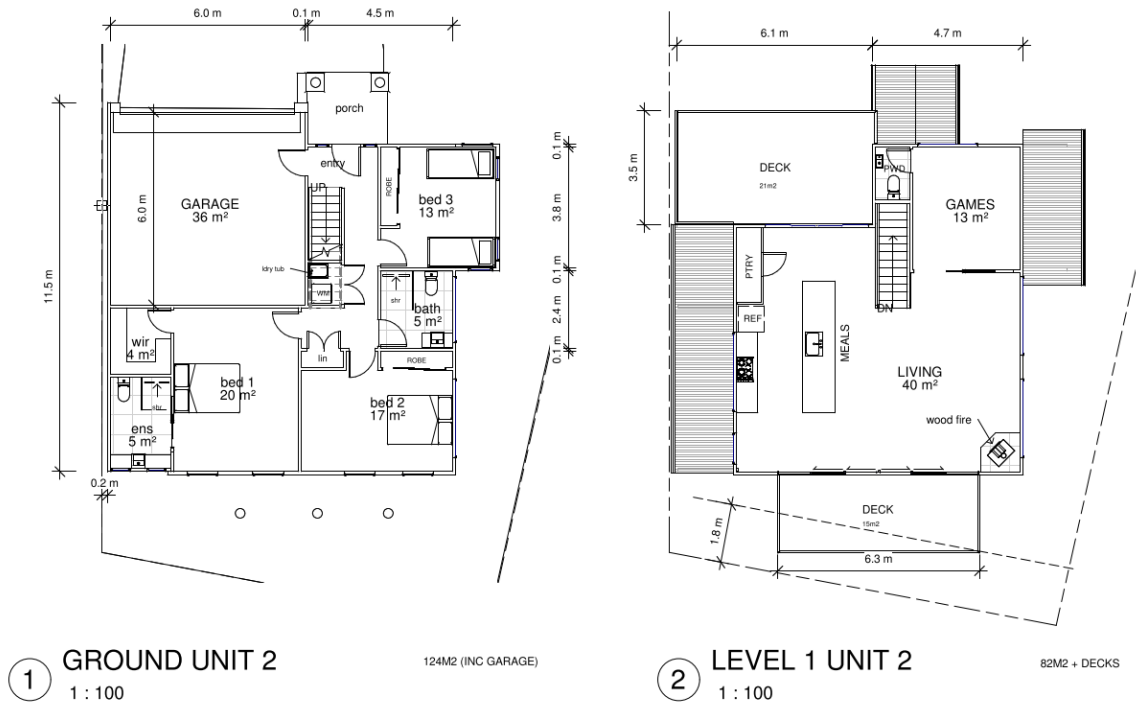 6.0 m
0.1 m
4.5 m
porch
entry
UP
ROBE
bed 3
13 m²
GARAGE
36 m²
6.0 m
11.5 m
ldry tub
WM
shr
bath
5 m²
wir
4 m²
lin
ROBE
bed 1
20 m²
bed 2
17 m²
shr
ens
5 m²
0.2 m
0.1 m
3.8 m
0.1 m
2.4 m
0.1 m
1
GROUND UNIT 2
1 : 100
124M2 (INC GARAGE)
6.1 m
4.7 m
3.5 m
DECK
21m2
PWD
GAMES
13 m²
PTRY
REF
MEALS
DN
LIVING
40 m²
wood fire
DECK
15m2
1.8 m
6.3 m
2
LEVEL 1 UNIT 2
1 : 100
82M2 + DECKS